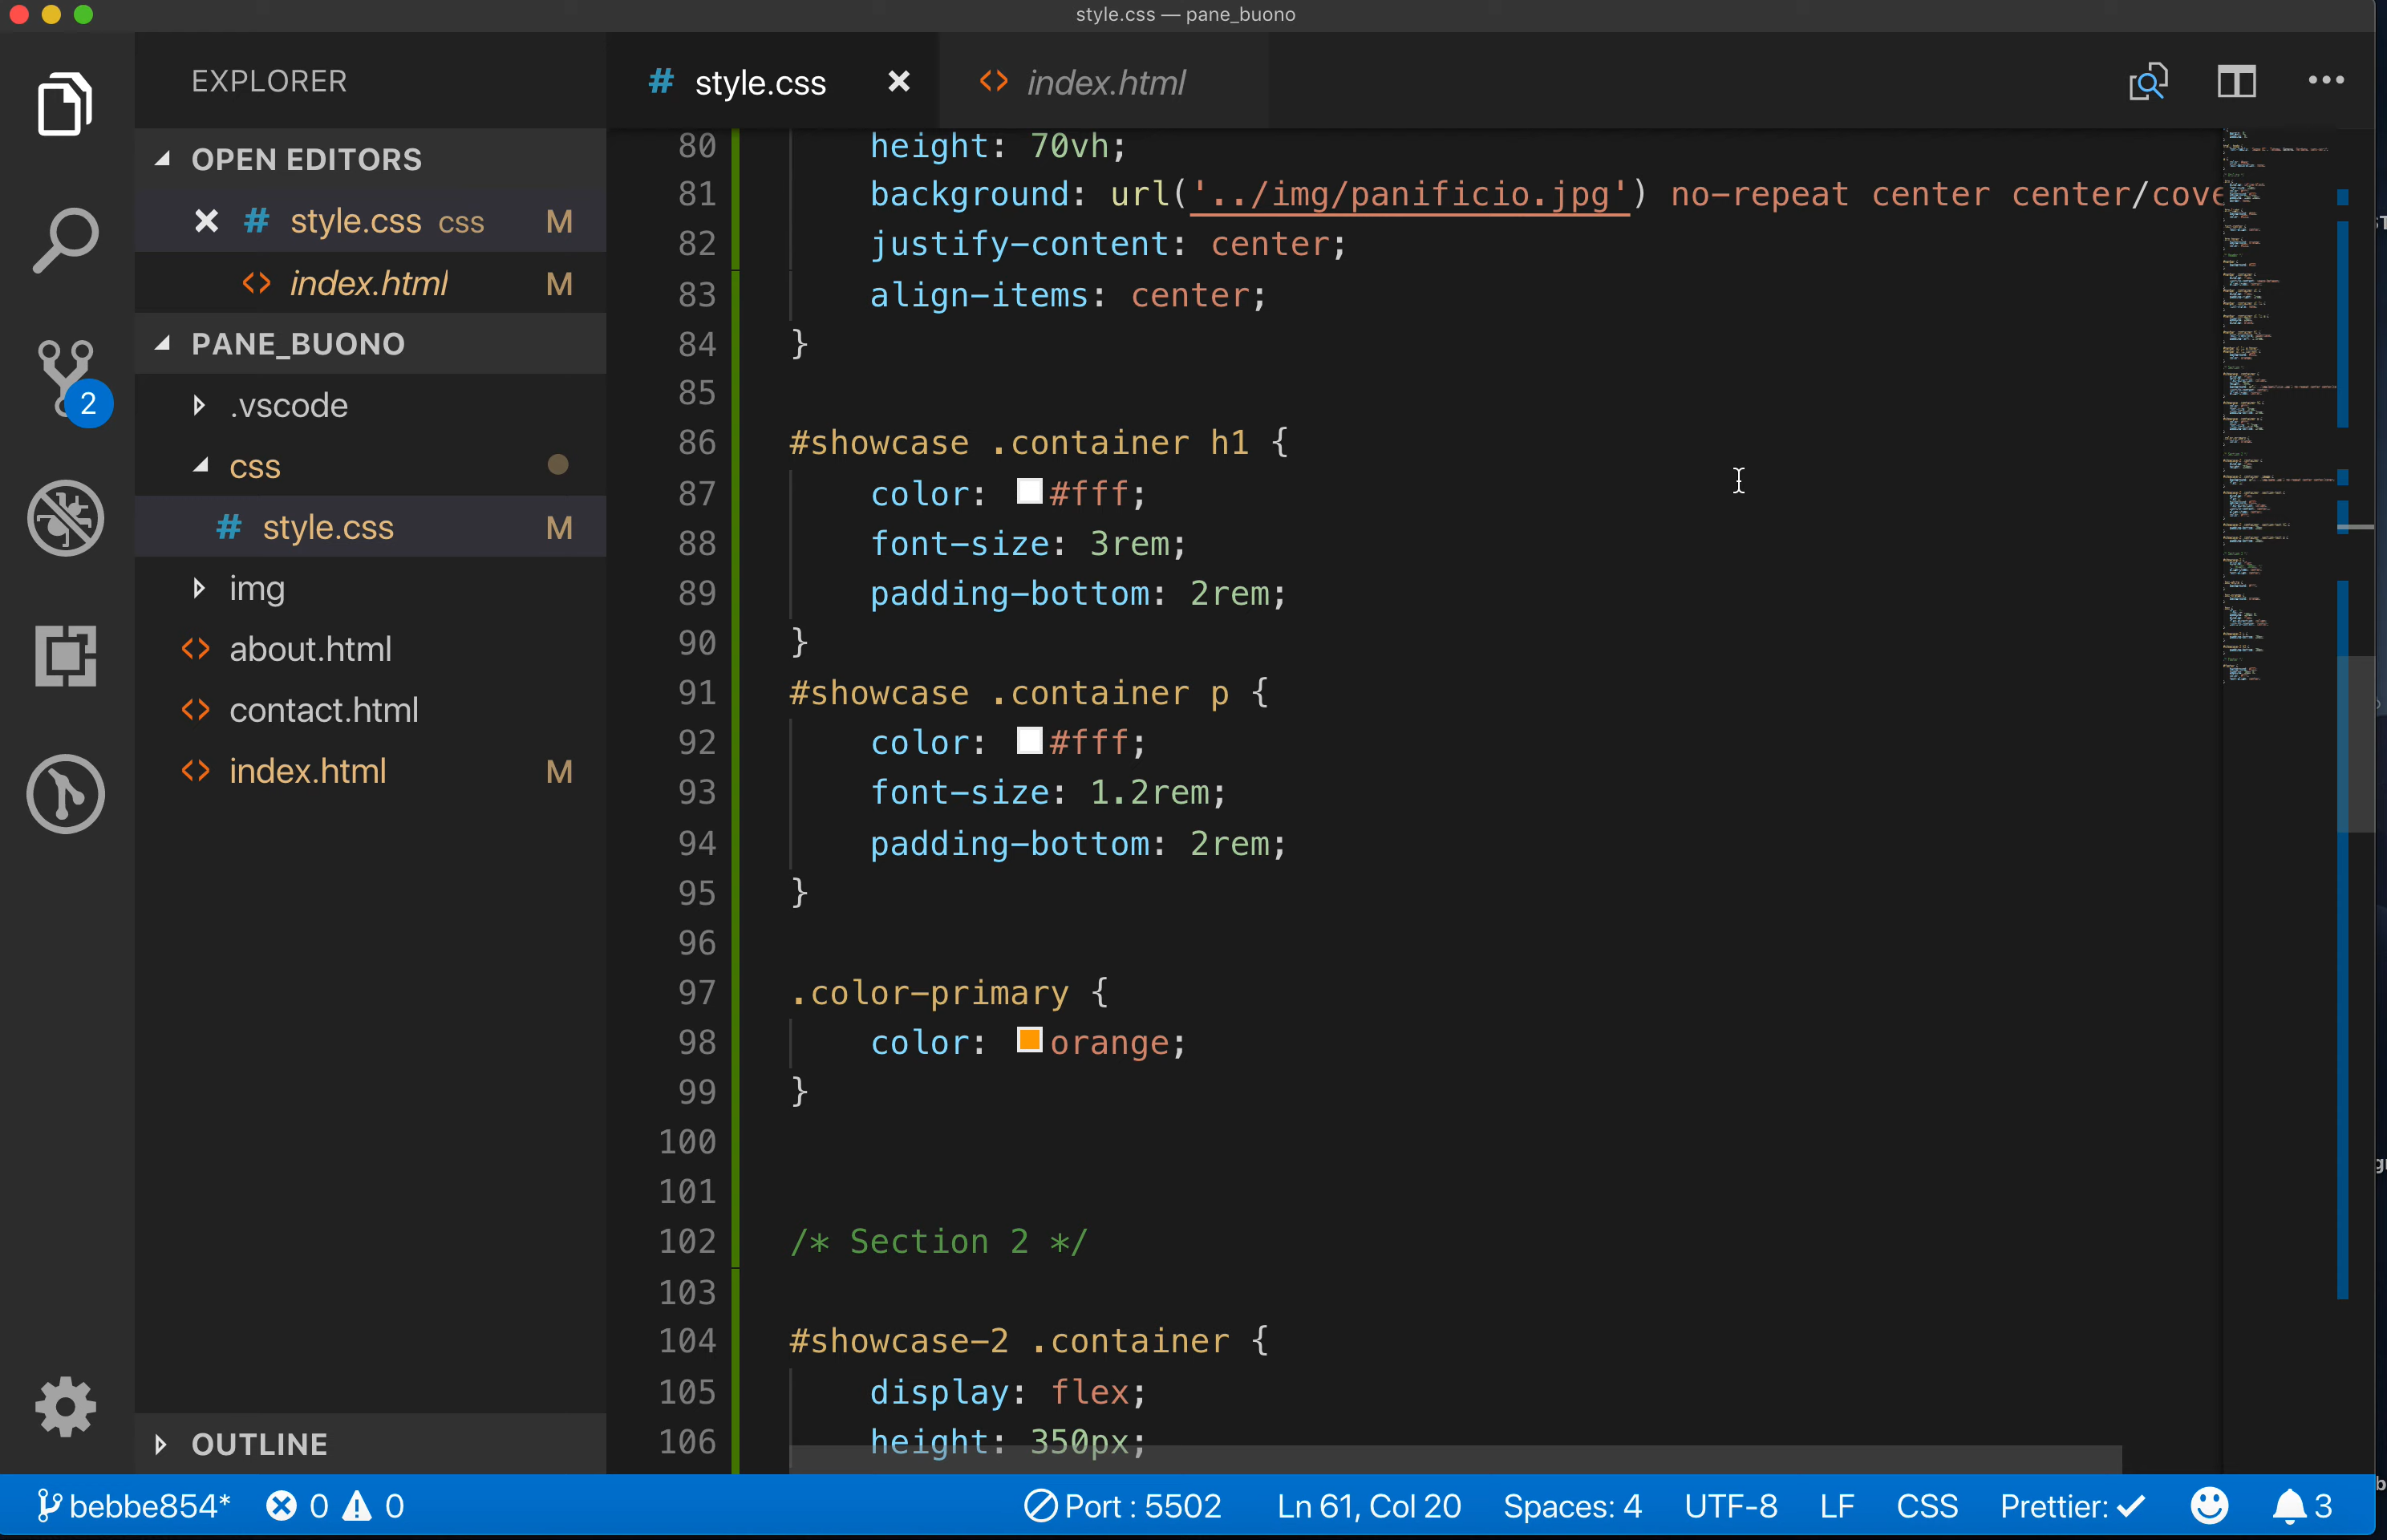 style.css — pane_buono
EXPLORER
OPEN EDITORS
style.css css M
index.html M
PANE_BUONO
.vscode
css
style.css M
img
about.html
contact.html
index.html M
OUTLINE
2
# style.css
<> index.html
80 height: 70vh;
81 background: url('../img/panificio.jpg') no-repeat center center/cove
82 justify-content: center;
83 align-items: center;
84 }
85
86 #showcase .container h1 {
87 color: #fff;
88 font-size: 3rem;
89 padding-bottom: 2rem;
90 }
91 #showcase .container p {
92 color: #fff;
93 font-size: 1.2rem;
94 padding-bottom: 2rem;
95 }
96
97 .color-primary {
98 color: orange;
99 }
100
101
102 /* Section 2 */
103
104 #showcase-2 .container {
105 display: flex;
106 height: 350px;
bebbe854* 0 0 Port : 5502 Ln 61, Col 20 Spaces: 4 UTF-8 LF CSS Prettier: ✓ 3